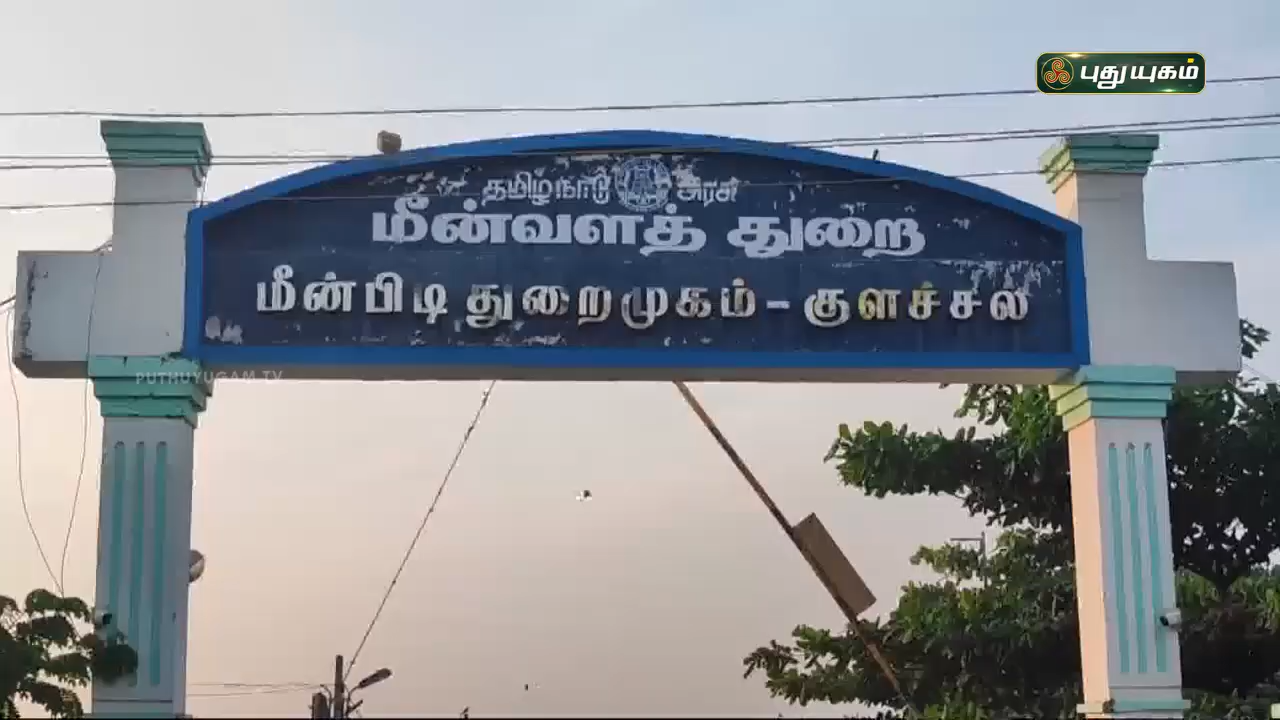 புதுயுகம்
தமிழ்நாடு அரசு
மீன்வளத் துறை
மீன்பிடி துறைமுகம் - குளச்சல்
PUTHUYUGAM TV